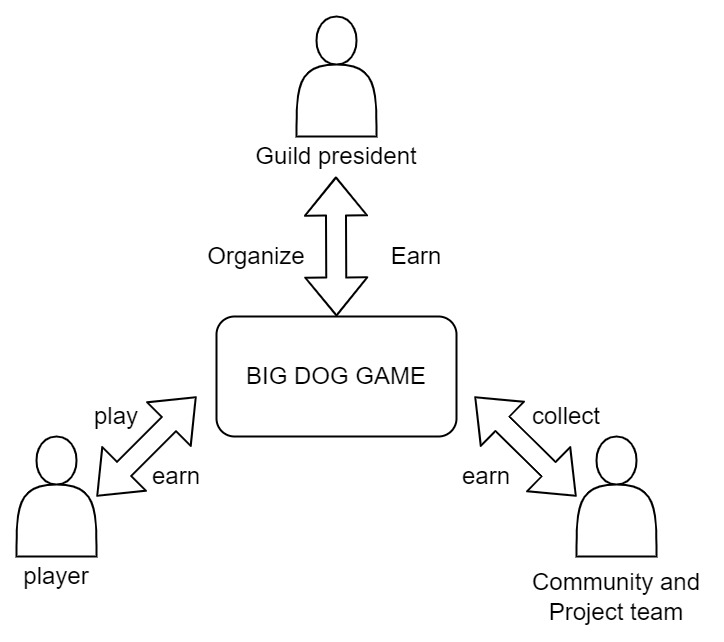 Guild president
Organize
Earn
BIG DOG GAME
play
earn
collect
earn
player
Community and
Project team